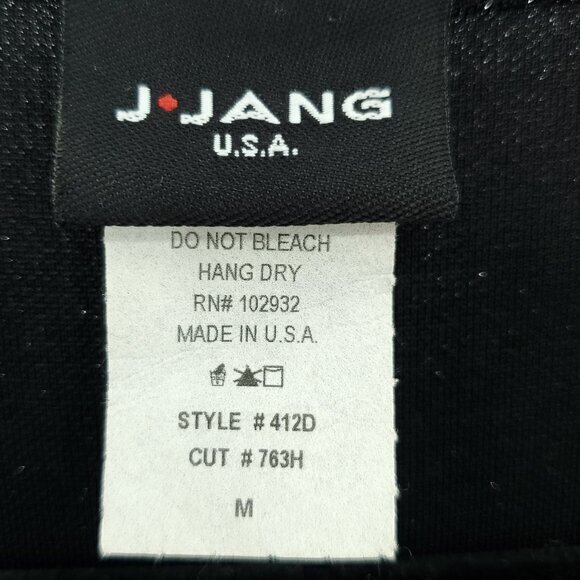 J•JANG
U.S.A.
DO NOT BLEACH
HANG DRY
RN# 102932
MADE IN U.S.A.
STYLE # 412D
CUT # 763H
M